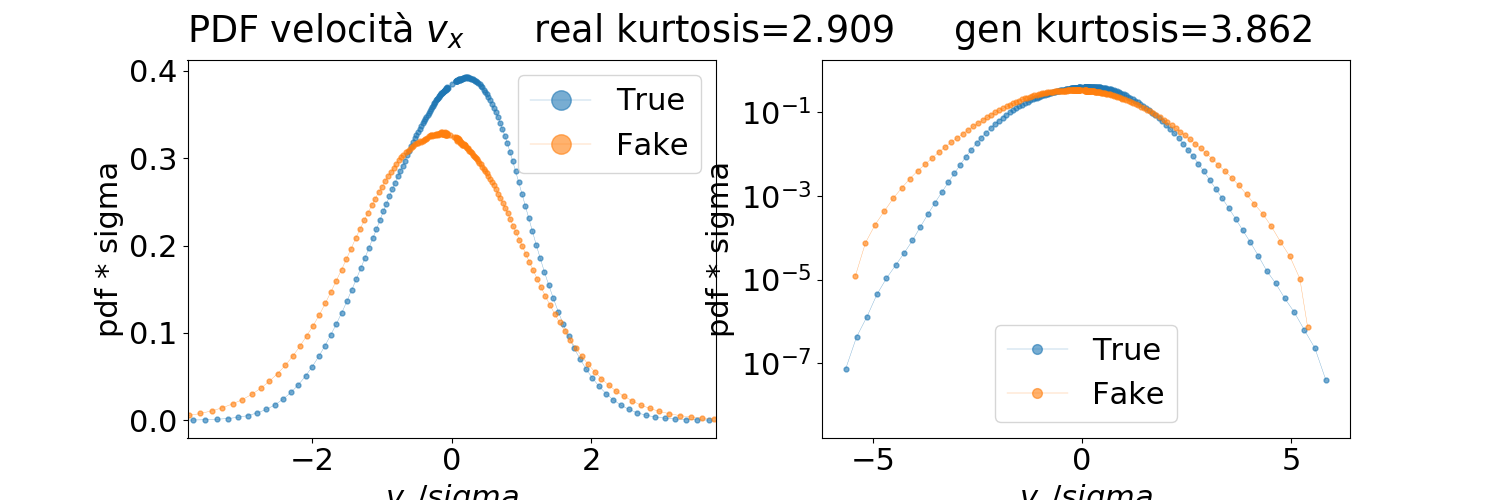 PDF velocità vₓ real kurtosis=2.909 gen kurtosis=3.862
0.4
0.3
0.2
0.1
0.0
pdf * sigma
−2 0 2
True
Fake
10⁻¹
10⁻³
10⁻⁵
10⁻⁷
pdf * sigma
−5 0 5
True
Fake